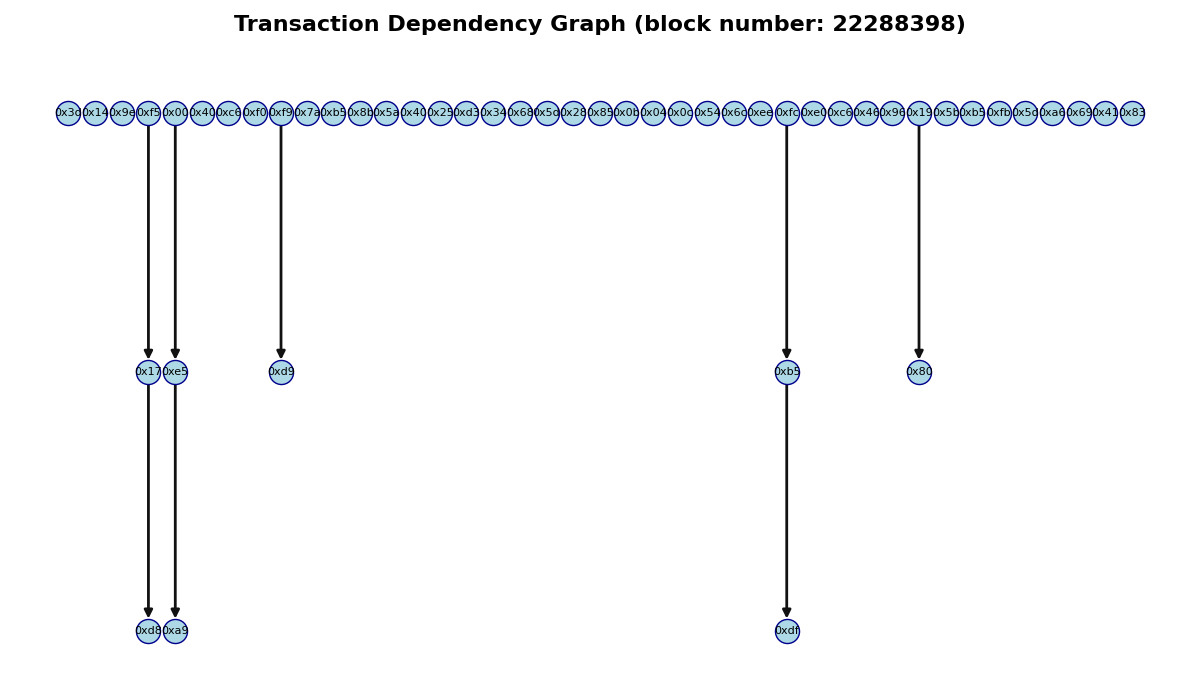 Transaction Dependency Graph (block number: 22288398)
0x3d 0x14 0x9e 0xf5 0x00 0x40 0xc6 0xf0 0xf9 0x7a 0xb5 0x8b 0x5a 0x40 0x25 0xd3 0x34 0x68 0x5d 0x28 0x85 0x0b 0x04 0x0c 0x54 0x6c 0xee 0xfc 0xe0 0xc6 0x46 0x96 0x19 0x5b 0xb5 0xfb 0x5d 0xa6 0x69 0x41 0x83
0x17 0xe5 0xd9 0xb5 0x80
0xd8 0xa9 0xdf